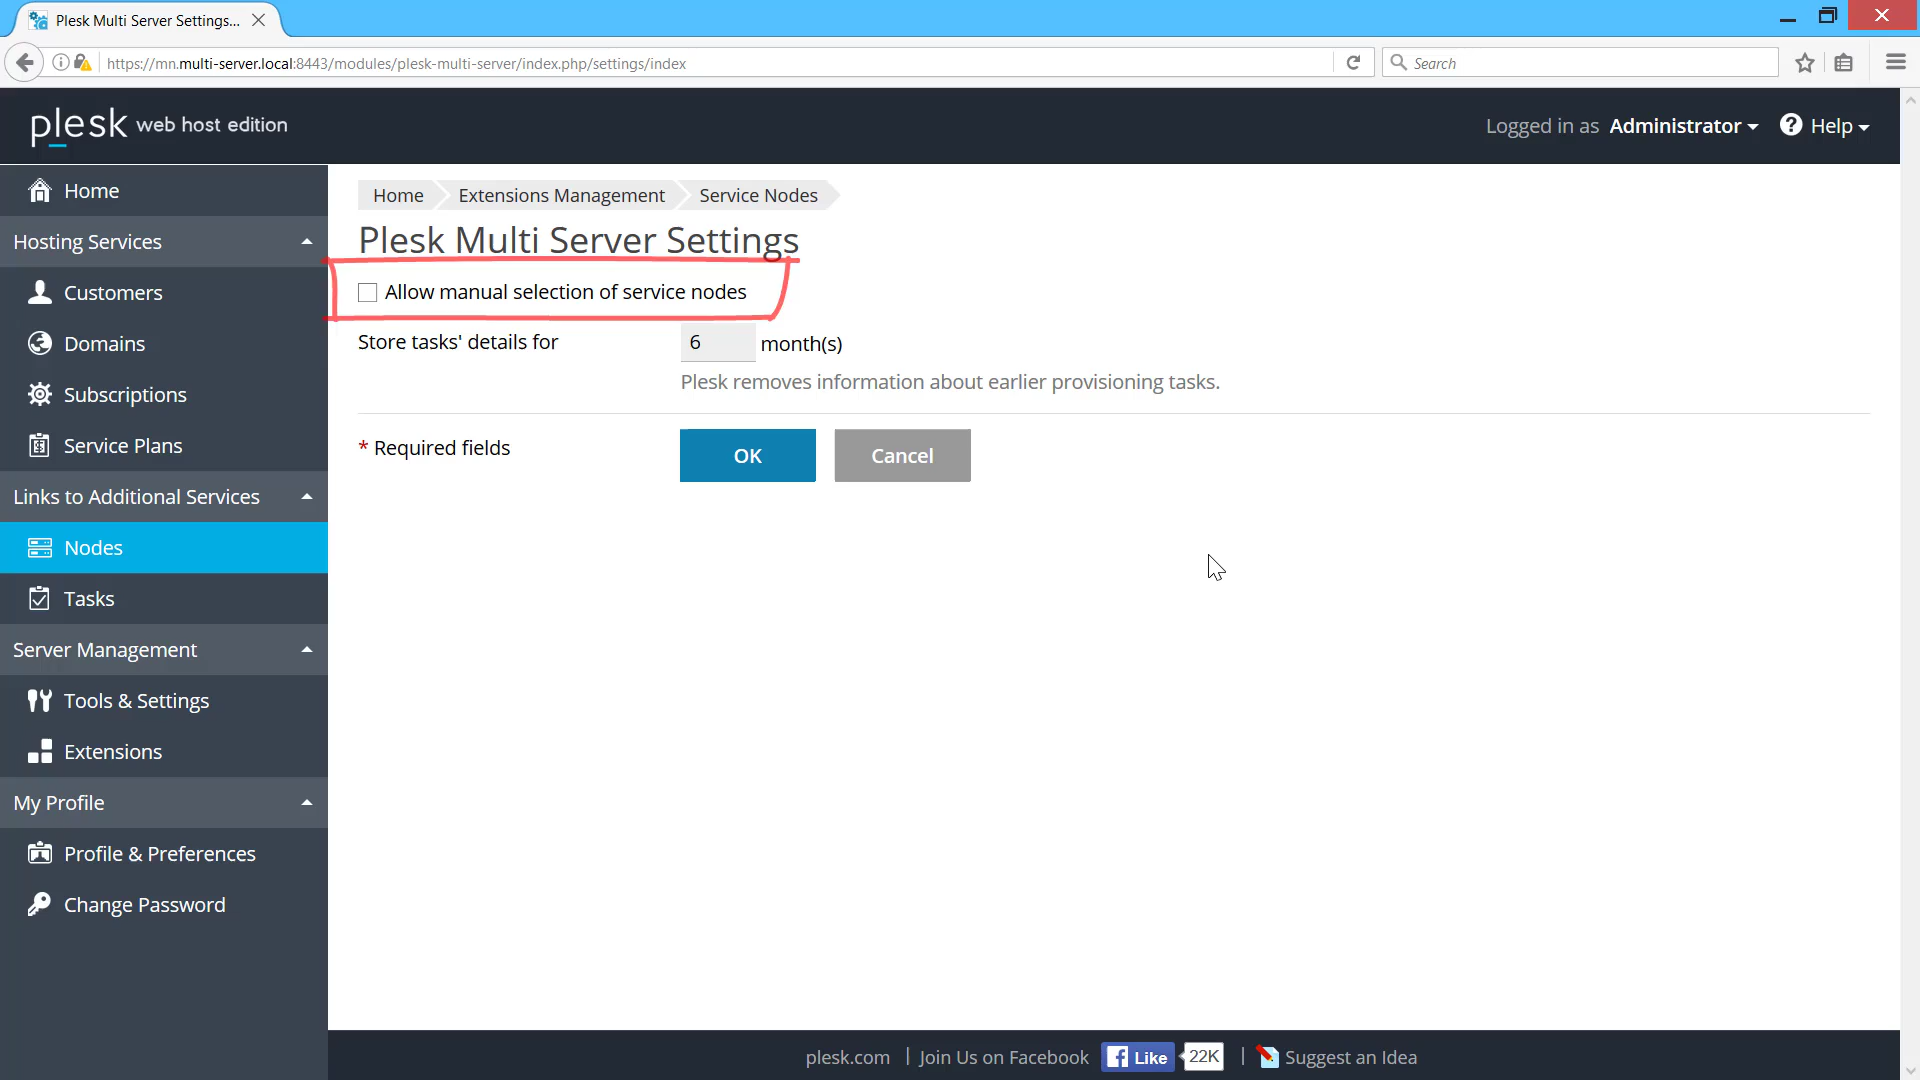 Plesk Multi Server Settings...
https://mn.multi-server.local:8443/modules/plesk-multi-server/index.php/settings/index
Search
plesk web host edition
Logged in as Administrator
Help
Home
Hosting Services
Customers
Domains
Subscriptions
Service Plans
Links to Additional Services
Nodes
Tasks
Server Management
Tools & Settings
Extensions
My Profile
Profile & Preferences
Change Password
Home Extensions Management Service Nodes
Plesk Multi Server Settings
Allow manual selection of service nodes
Store tasks' details for 6 month(s)
Plesk removes information about earlier provisioning tasks.
* Required fields OK Cancel
plesk.com | Join Us on Facebook Like 22K | Suggest an Idea